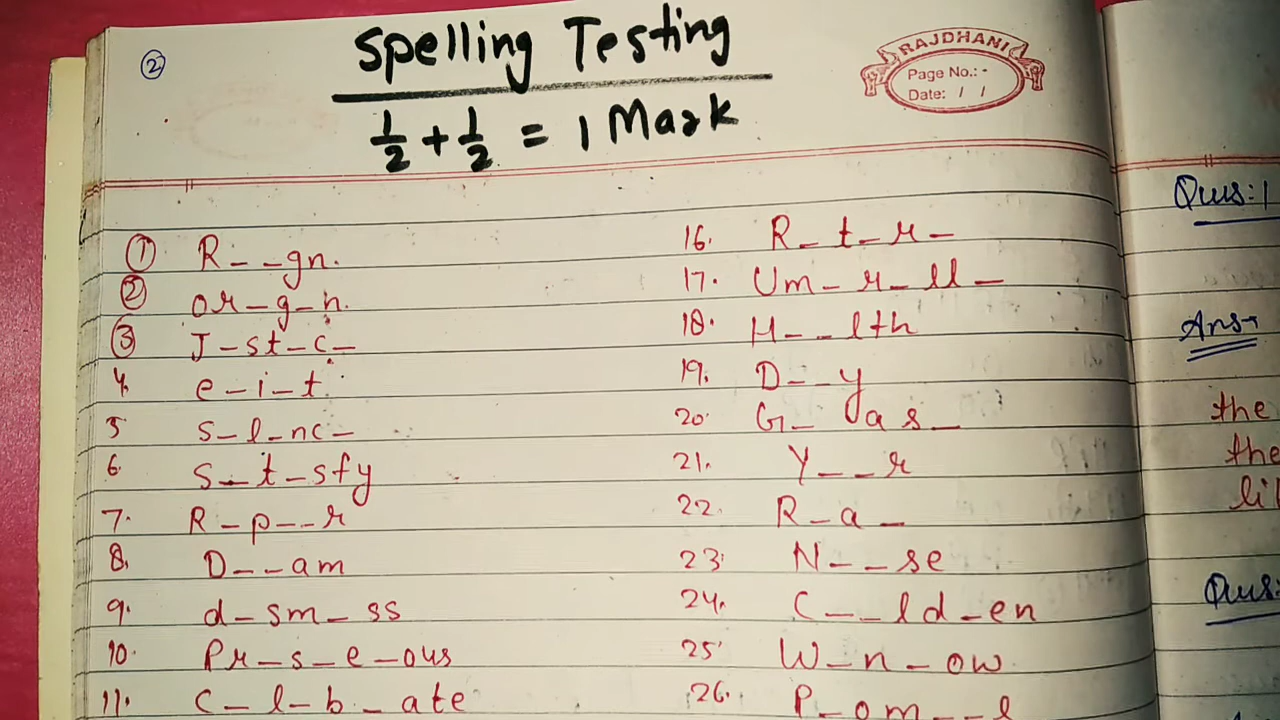 ②
Spelling Testing
½ + ½ = 1 Mark
RAJDHANI
Page No.:
Date: / /
① R_ _gn.
② or_g_n.
③ J_st_c_
4. e_i_t.
5 S_l_nc_
6. S_t_sfy
7. R_p_ _r
8. D_ _am
9. d_sm_ss
10. Pr_s_e_ous
11. C_l_b_ate
16. R_t_r_
17. Um_r_ll_
18. H_ _lth
19. D_ _y
20. G_ _as_
21. Y_ _r
22. R_a_
23. N_ _se
24. C_ _ld_en
25. W_n_ow
26. P_om_ _l
Qus:1
Ans→
the
the
Qus: